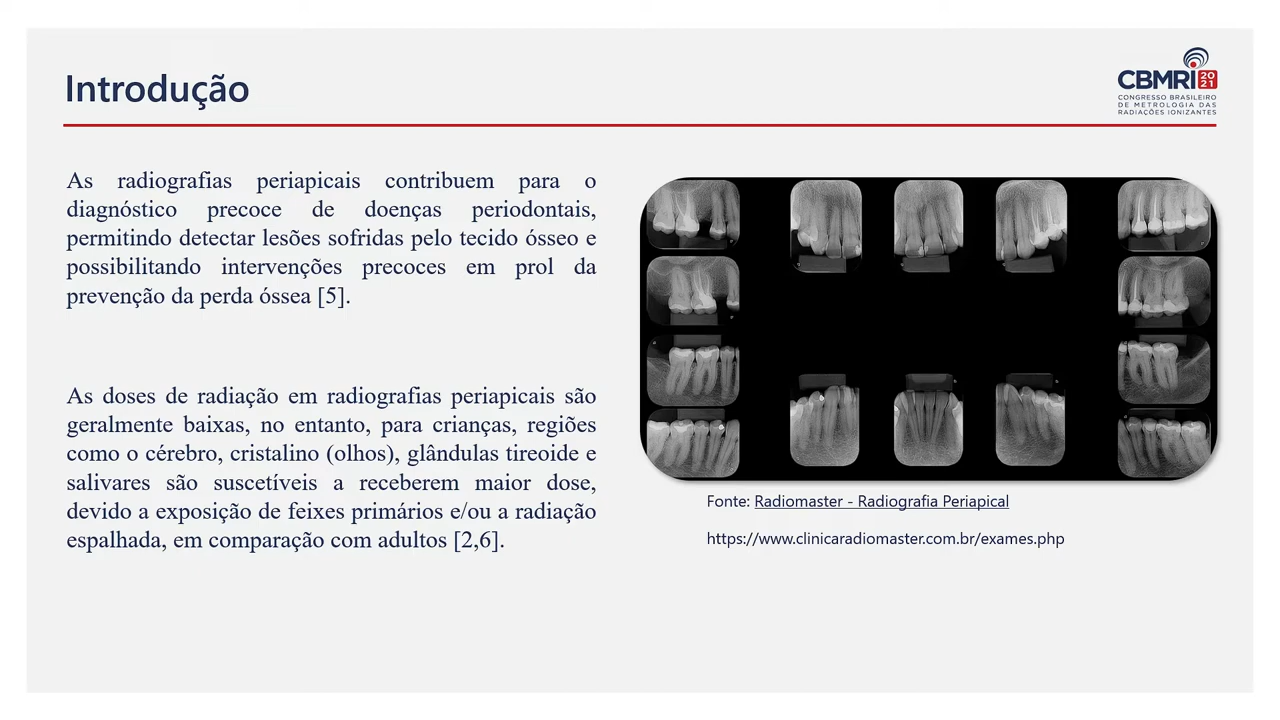 Introdução
CBMRI 20 21
CONGRESSO BRASILEIRO
DE METROLOGIA DAS
RADIAÇÕES IONIZANTES
As radiografias periapicais contribuem para o
diagnóstico precoce de doenças periodontais,
permitindo detectar lesões sofridas pelo tecido ósseo e
possibilitando intervenções precoces em prol da
prevenção da perda óssea [5].
As doses de radiação em radiografias periapicais são
geralmente baixas, no entanto, para crianças, regiões
como o cérebro, cristalino (olhos), glândulas tireoide e
salivares são suscetíveis a receberem maior dose,
devido a exposição de feixes primários e/ou a radiação
espalhada, em comparação com adultos [2,6].
Fonte: Radiomaster - Radiografia Periapical
https://www.clinicaradiomaster.com.br/exames.php